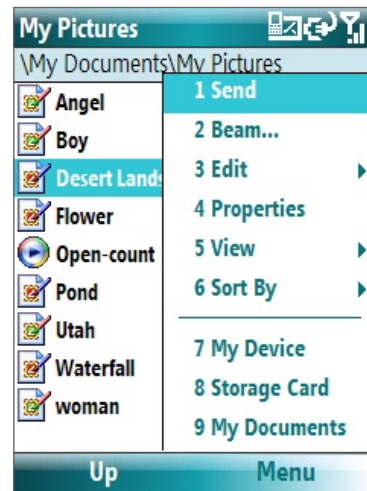 My Pictures
\My Documents\My Pictures
Angel
Boy
Desert Lands
Flower
Open-count
Pond
Utah
Waterfall
woman
1 Send
2 Beam...
3 Edit
4 Properties
5 View
6 Sort By
7 My Device
8 Storage Card
9 My Documents
Up
Menu